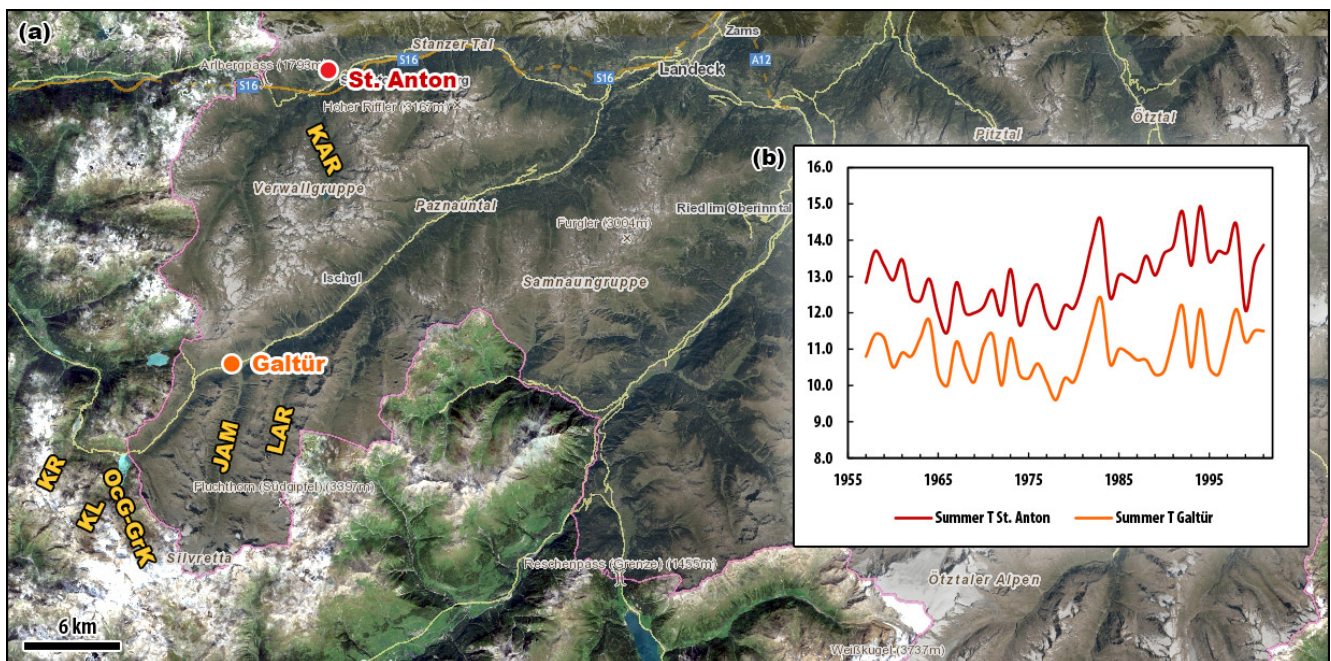 (a)
Zams
Stanzer Tal
S16
Arlbergpass (1793m)
A12
S16
Landeck
S16
St. Anton
Hoher Riffler (3167m)
Ötztal
Pitztal
KAR
(b)
Verwallgruppe
Paznauntal
Ried im Oberinntal
Furgler (3004m)
Ischgl
Samnaungruppe
Galtür
JAM
LAR
KR
KL
OcG-GrK
Fluchthorn (Südgipfel) (3397m)
Silvretta
Reschenpass (Grenze) (1455m)
Ötztaler Alpen
Weißkugel (3737m)
6 km
16.0
15.0
14.0
13.0
12.0
11.0
10.0
9.0
8.0
1955 1965 1975 1985 1995
Summer T St. Anton Summer T Galtür